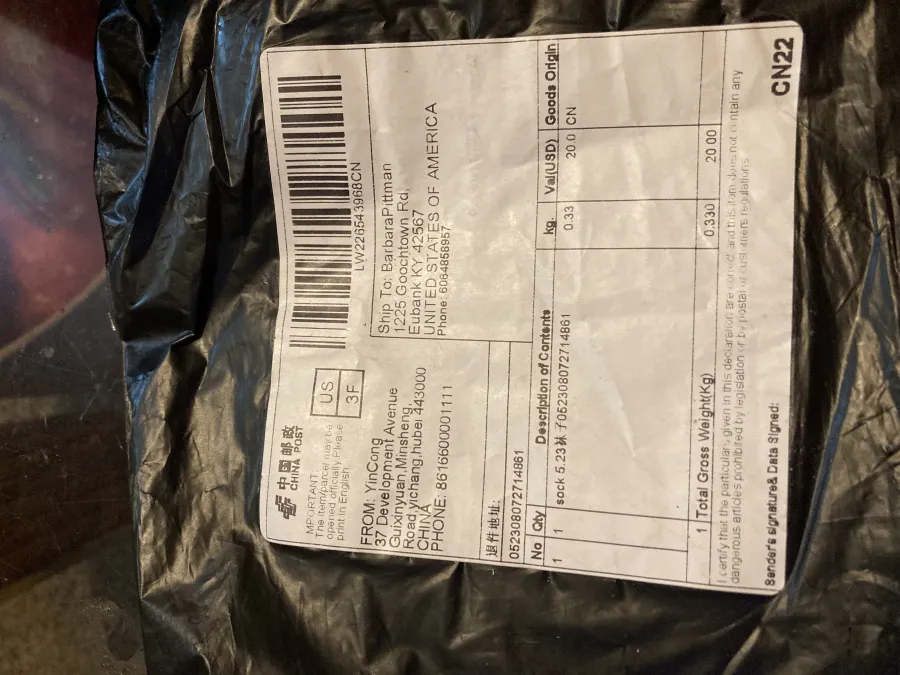 中国邮政
CHINA POST
IMPORTANT:
The item/parcel may be
opened officially. Please
print in English.
US
3F
LW226543968CN
FROM: YinCong
37 Development Avenue
Guixinyuan,Minsheng,
Road,yichang,hubei 443000
CHINA
PHONE: 8616600001111
Ship To: BarbaraPittman
1225 Goochtown Rd,
Eubank KY 42567
UNITED STATES OF AMERICA
Phone:6064858957
退件地址:
0523080727​14861
No Qty Description of Contents kg. Val(USD) Goods Origin
1 1 sock 5.23袜子052308072714861 0.33 20.0 CN
1 Total Gross Weight(Kg) 0.330 20.00
I certify that the particulars given in this declaration are correct and this item does not contain any
dangerous articles prohibited by legislation or by postal or customers regulations.
Sender's signature& Data Signed:
CN22